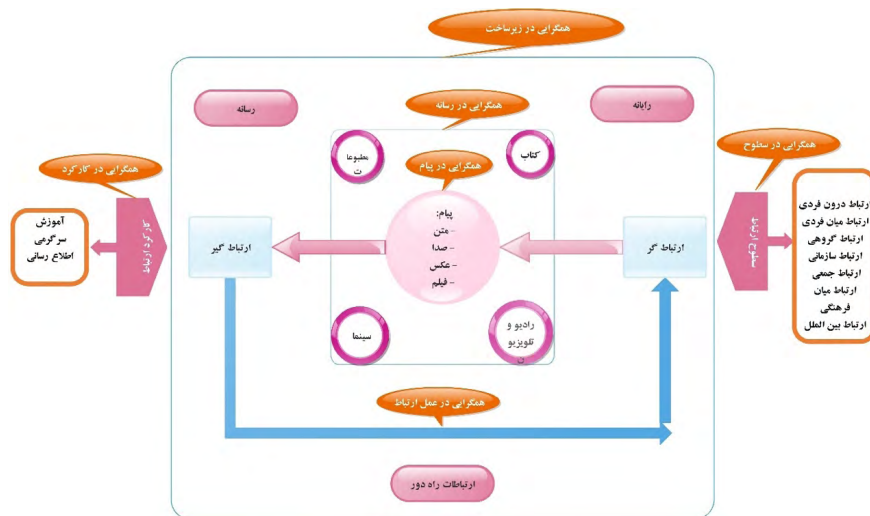 همگرایی در زیرساخت
رایانه
رسانه
همگرایی در رسانه
همگرایی در سطوح
همگرایی در کارکرد
کتاب
مطبوعا
ت
همگرایی در پیام
ارتباط درون فردی
ارتباط میان فردی
ارتباط گروهی
ارتباط سازمانی
ارتباط جمعی
ارتباط میان
فرهنگی
ارتباط بین الملل
سطوح ارتباط
ارتباط گر
پیام:
- متن
- صدا
- عکس
- فیلم
ارتباط گیر
کارکرد ارتباط
آموزش
سرگرمی
اطلاع رسانی
رادیو و
تلویزیو
ن
سینما
همگرایی در عمل ارتباط
ارتباطات راه دور